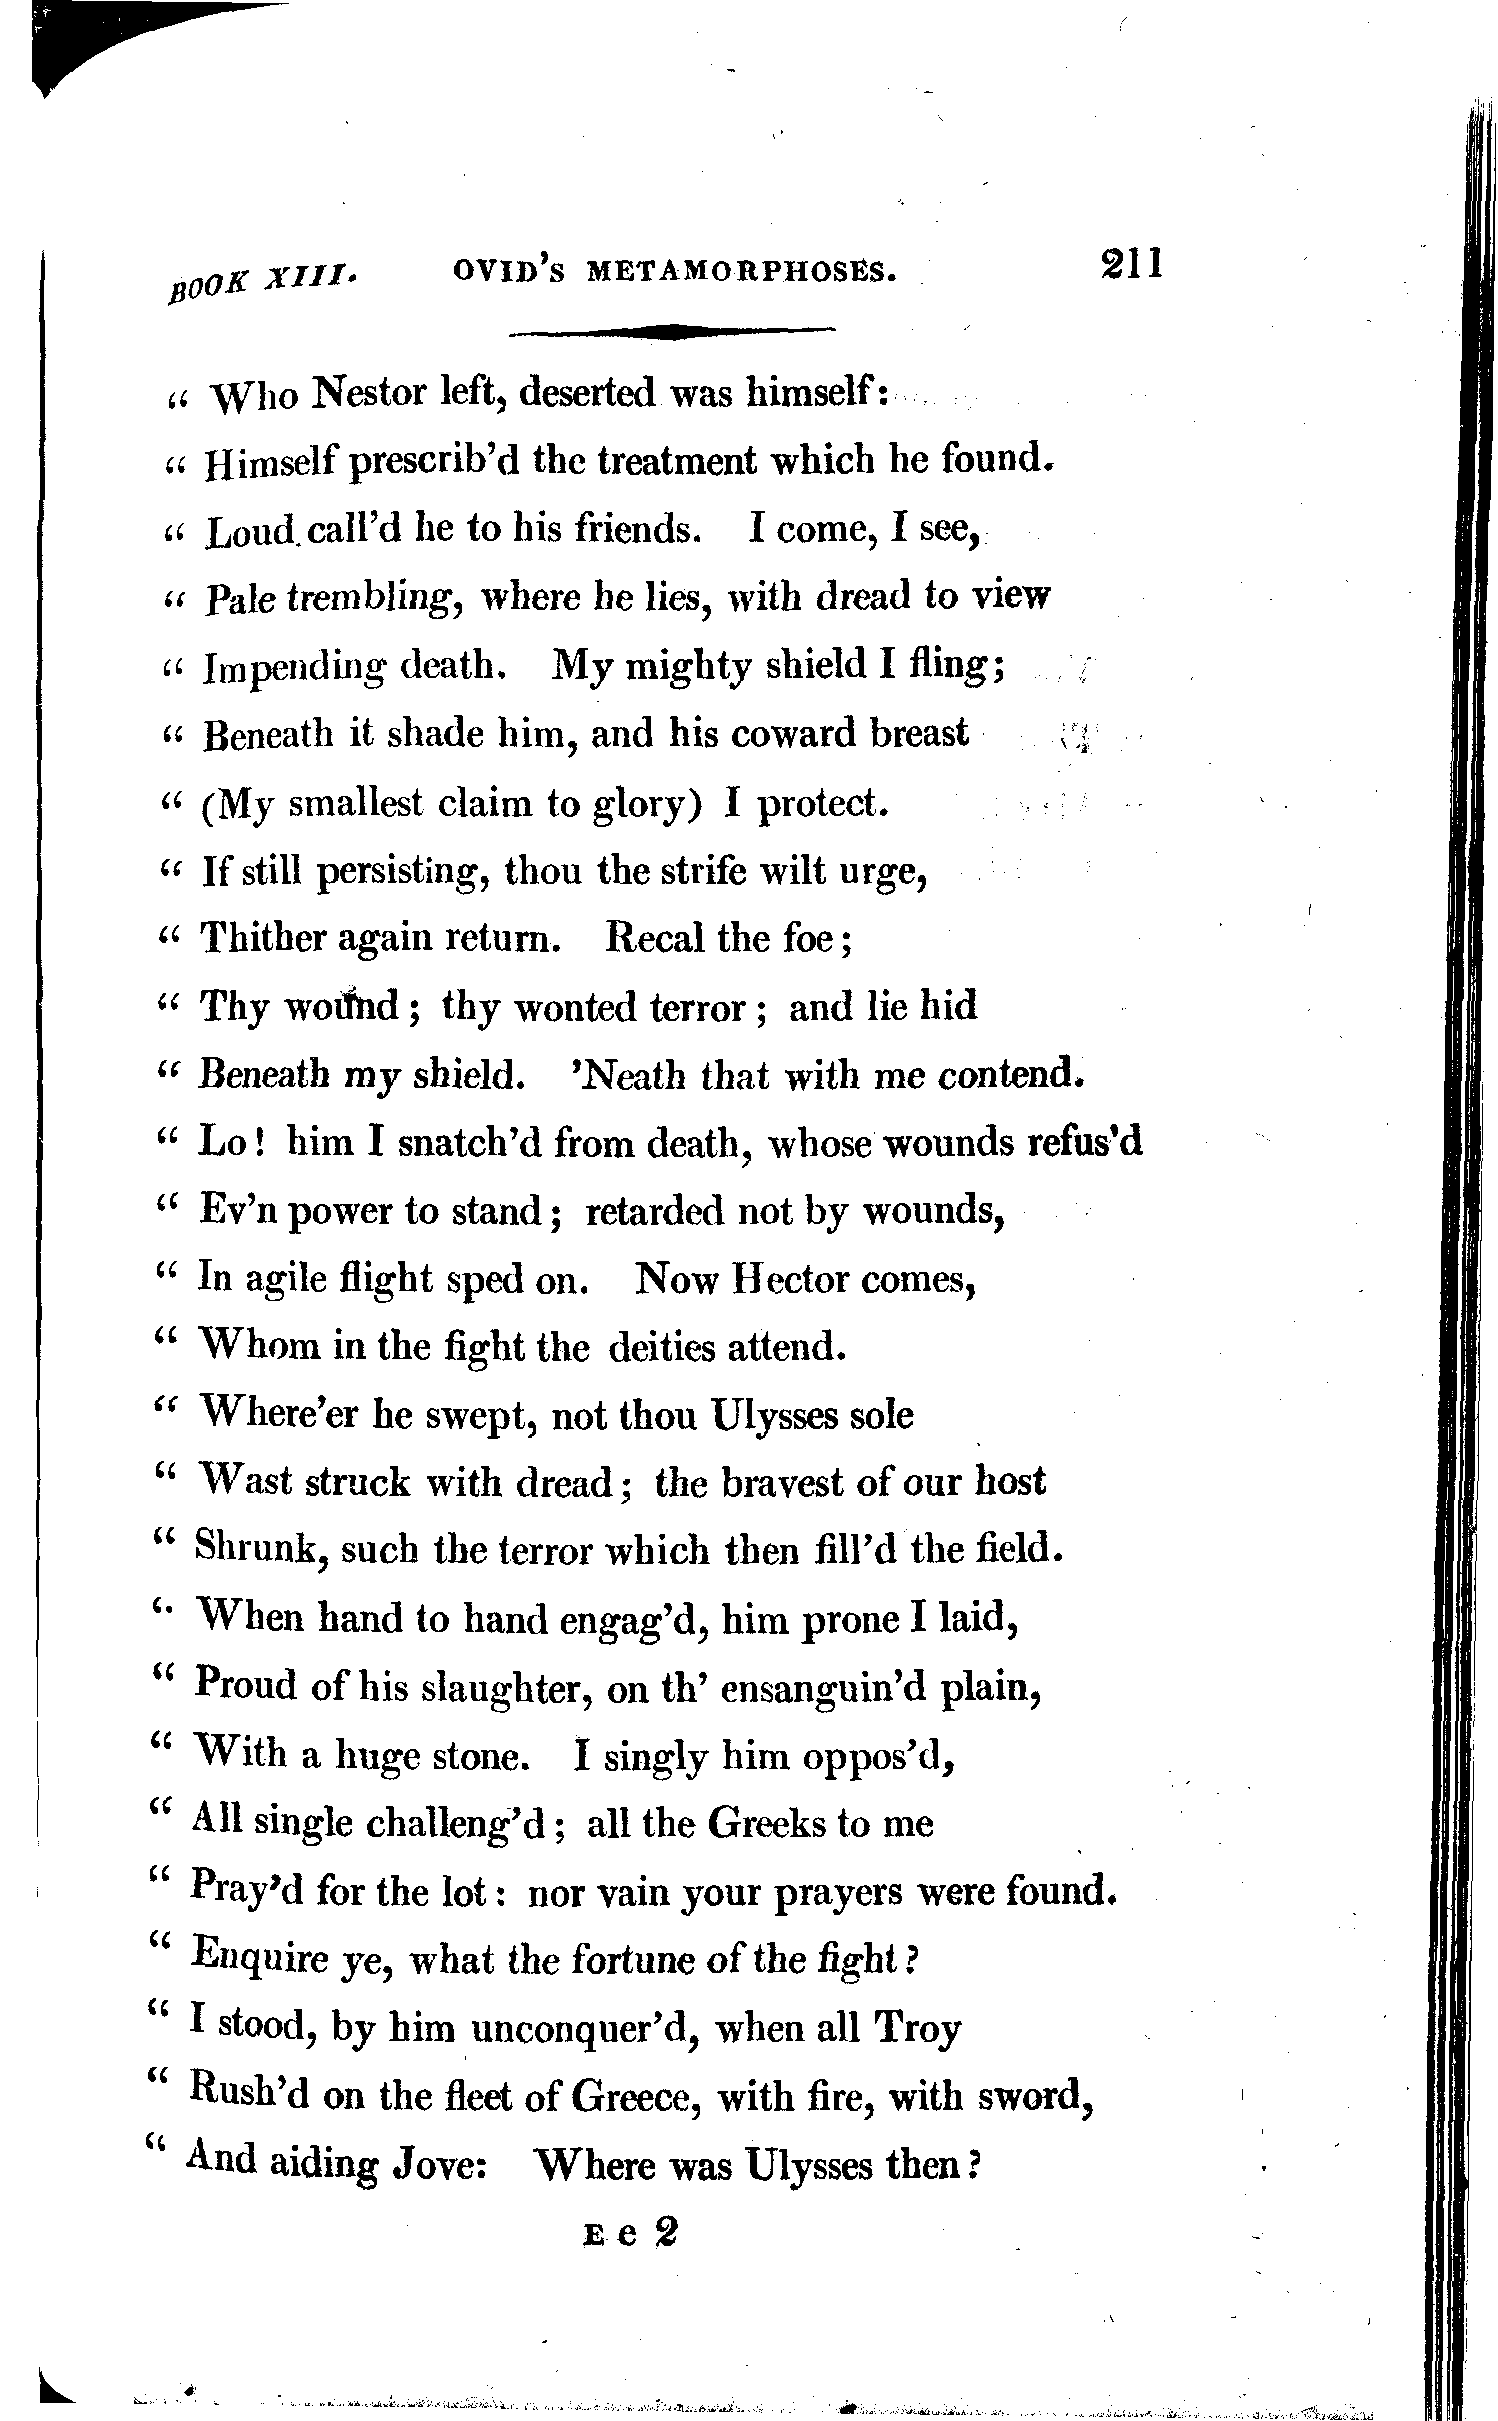 BOOK XIII. OVID'S METAMORPHOSES. 211
“ Who Nestor left, deserted was himself:
“ Himself prescrib'd the treatment which he found.
“ Loud call'd he to his friends. I come, I see,
“ Pale trembling, where he lies, with dread to view
“ Impending death. My mighty shield I fling;
“ Beneath it shade him, and his coward breast
“ (My smallest claim to glory) I protect.
“ If still persisting, thou the strife wilt urge,
“ Thither again return. Recal the foe;
“ Thy wound; thy wonted terror; and lie hid
“ Beneath my shield. 'Neath that with me contend.
“ Lo! him I snatch'd from death, whose wounds refus'd
“ Ev'n power to stand; retarded not by wounds,
“ In agile flight sped on. Now Hector comes,
“ Whom in the fight the deities attend.
“ Where'er he swept, not thou Ulysses sole
“ Wast struck with dread; the bravest of our host
“ Shrunk, such the terror which then fill'd the field.
“ When hand to hand engag'd, him prone I laid,
“ Proud of his slaughter, on th' ensanguin'd plain,
“ With a huge stone. I singly him oppos'd,
“ All single challeng'd; all the Greeks to me
“ Pray'd for the lot: nor vain your prayers were found.
“ Enquire ye, what the fortune of the fight?
“ I stood, by him unconquer'd, when all Troy
“ Rush'd on the fleet of Greece, with fire, with sword,
“ And aiding Jove: Where was Ulysses then?
E e 2